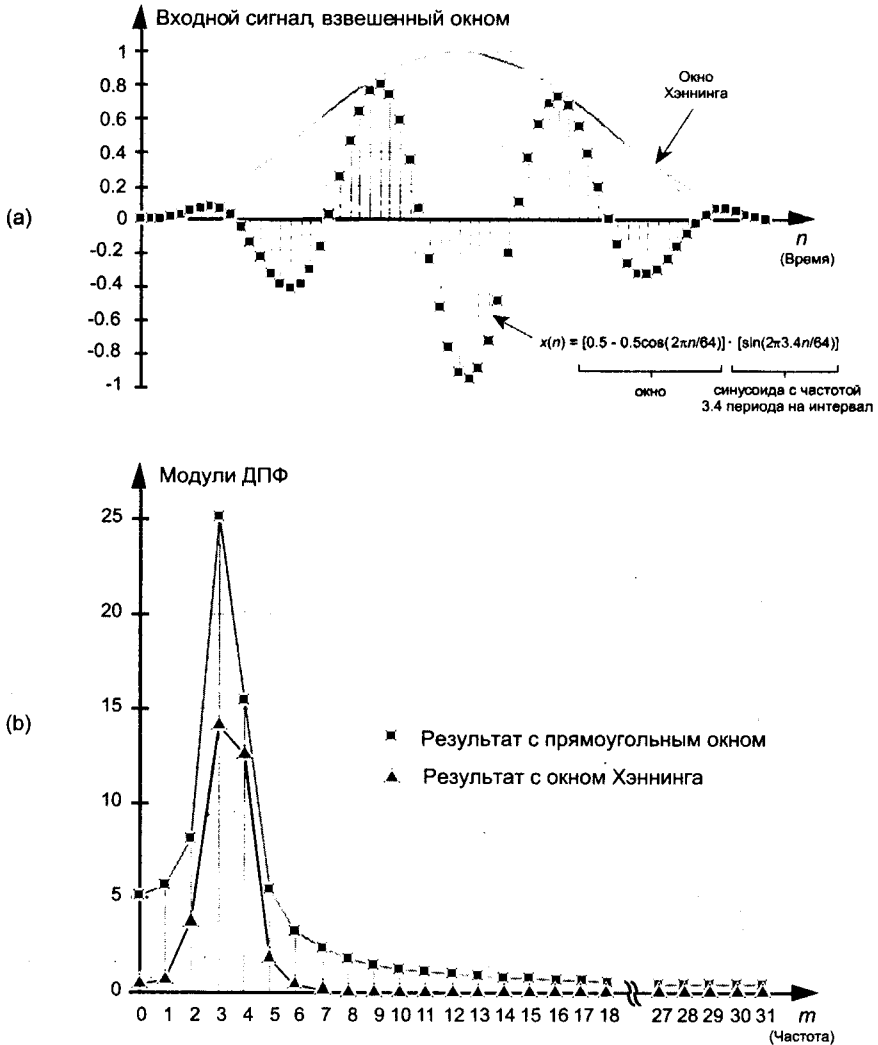 Входной сигнал, взвешенный окном
1
0.8
0.6
0.4
0.2
0
-0.2
-0.4
-0.6
-0.8
-1
(a)
Окно
Хэннинга
n
(Время)
x(n) = [0.5 - 0.5cos(2πn/64)] · [sin(2π3.4n/64)]
окно
синусоида с частотой
3.4 периода на интервал
Модули ДПФ
25
20
15
10
5
0
(b)
Результат с прямоугольным окном
Результат с окном Хэннинга
0 1 2 3 4 5 6 7 8 9 10 11 12 13 14 15 16 17 18 27 28 29 30 31 m
(Частота)